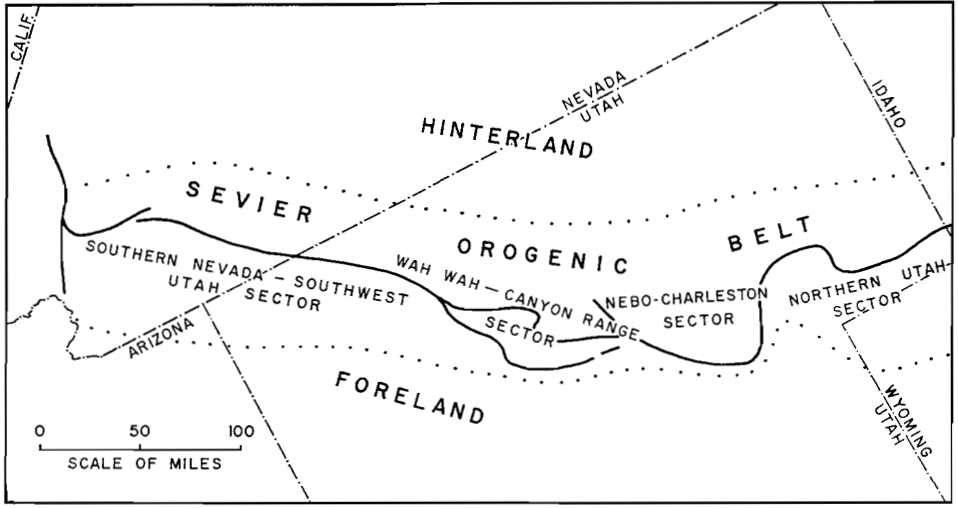 CALIF.
NEVADA
UTAH
IDAHO
HINTERLAND
SEVIER
OROGENIC
BELT
SOUTHERN NEVADA – SOUTHWEST
UTAH SECTOR
WAH WAH – CANYON RANGE
SECTOR
NEBO-CHARLESTON
SECTOR
NORTHERN UTAH
SECTOR
ARIZONA
FORELAND
WYOMING
UTAH
0 50 100
SCALE OF MILES